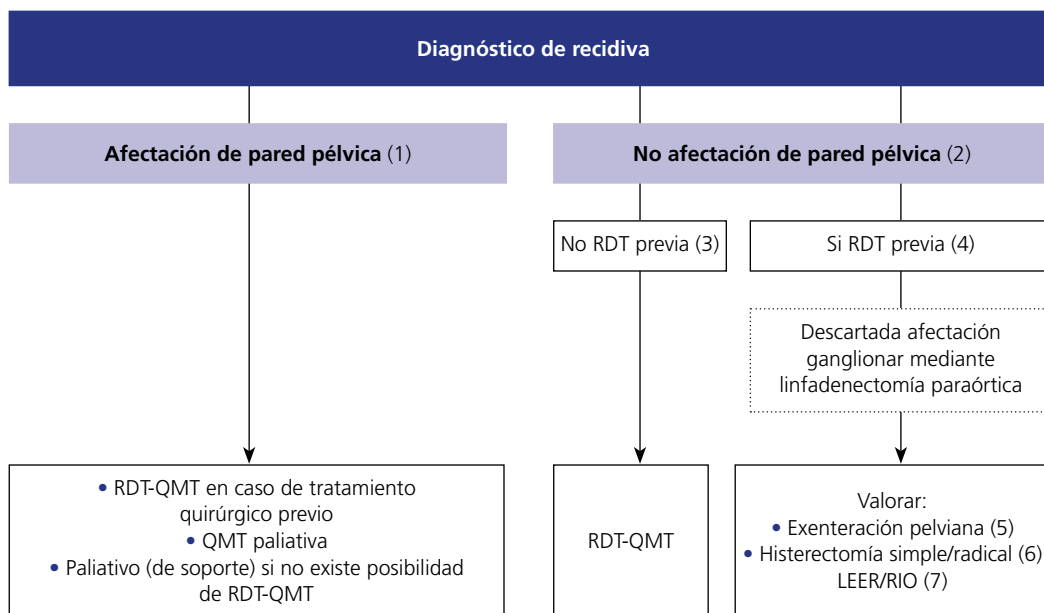 Diagnóstico de recidiva
Afectación de pared pélvica (1)
No afectación de pared pélvica (2)
No RDT previa (3)
Si RDT previa (4)
Descartada afectación
ganglionar mediante
linfadenectomía paraórtica
• RDT-QMT en caso de tratamiento
quirúrgico previo
• QMT paliativa
• Paliativo (de soporte) si no existe posibilidad
de RDT-QMT
RDT-QMT
Valorar:
• Exenteración pelviana (5)
• Histerectomía simple/radical (6)
LEER/RIO (7)